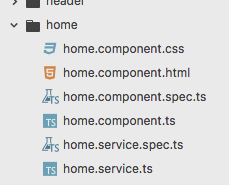 header
home
home.component.css
home.component.html
home.component.spec.ts
home.component.ts
home.service.spec.ts
home.service.ts